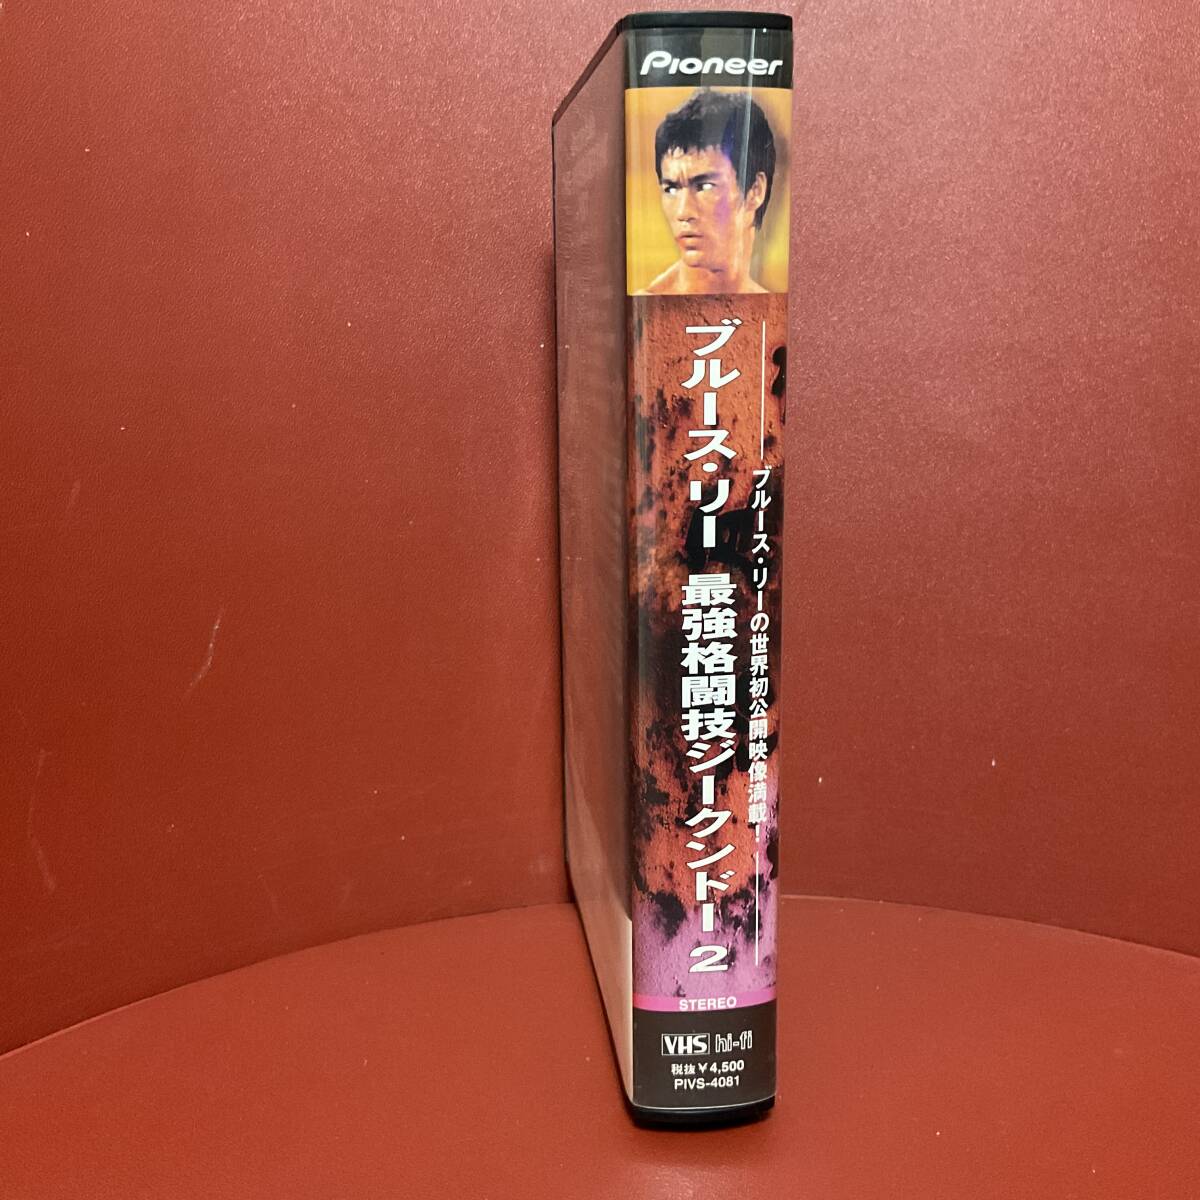 Pioneer
ブルース・リーの世界初公開映像満載!
ブルース・リー 最強格闘技ジークンドー2
STEREO
VHS hi-fi
税抜¥4,500
PIVS-4081